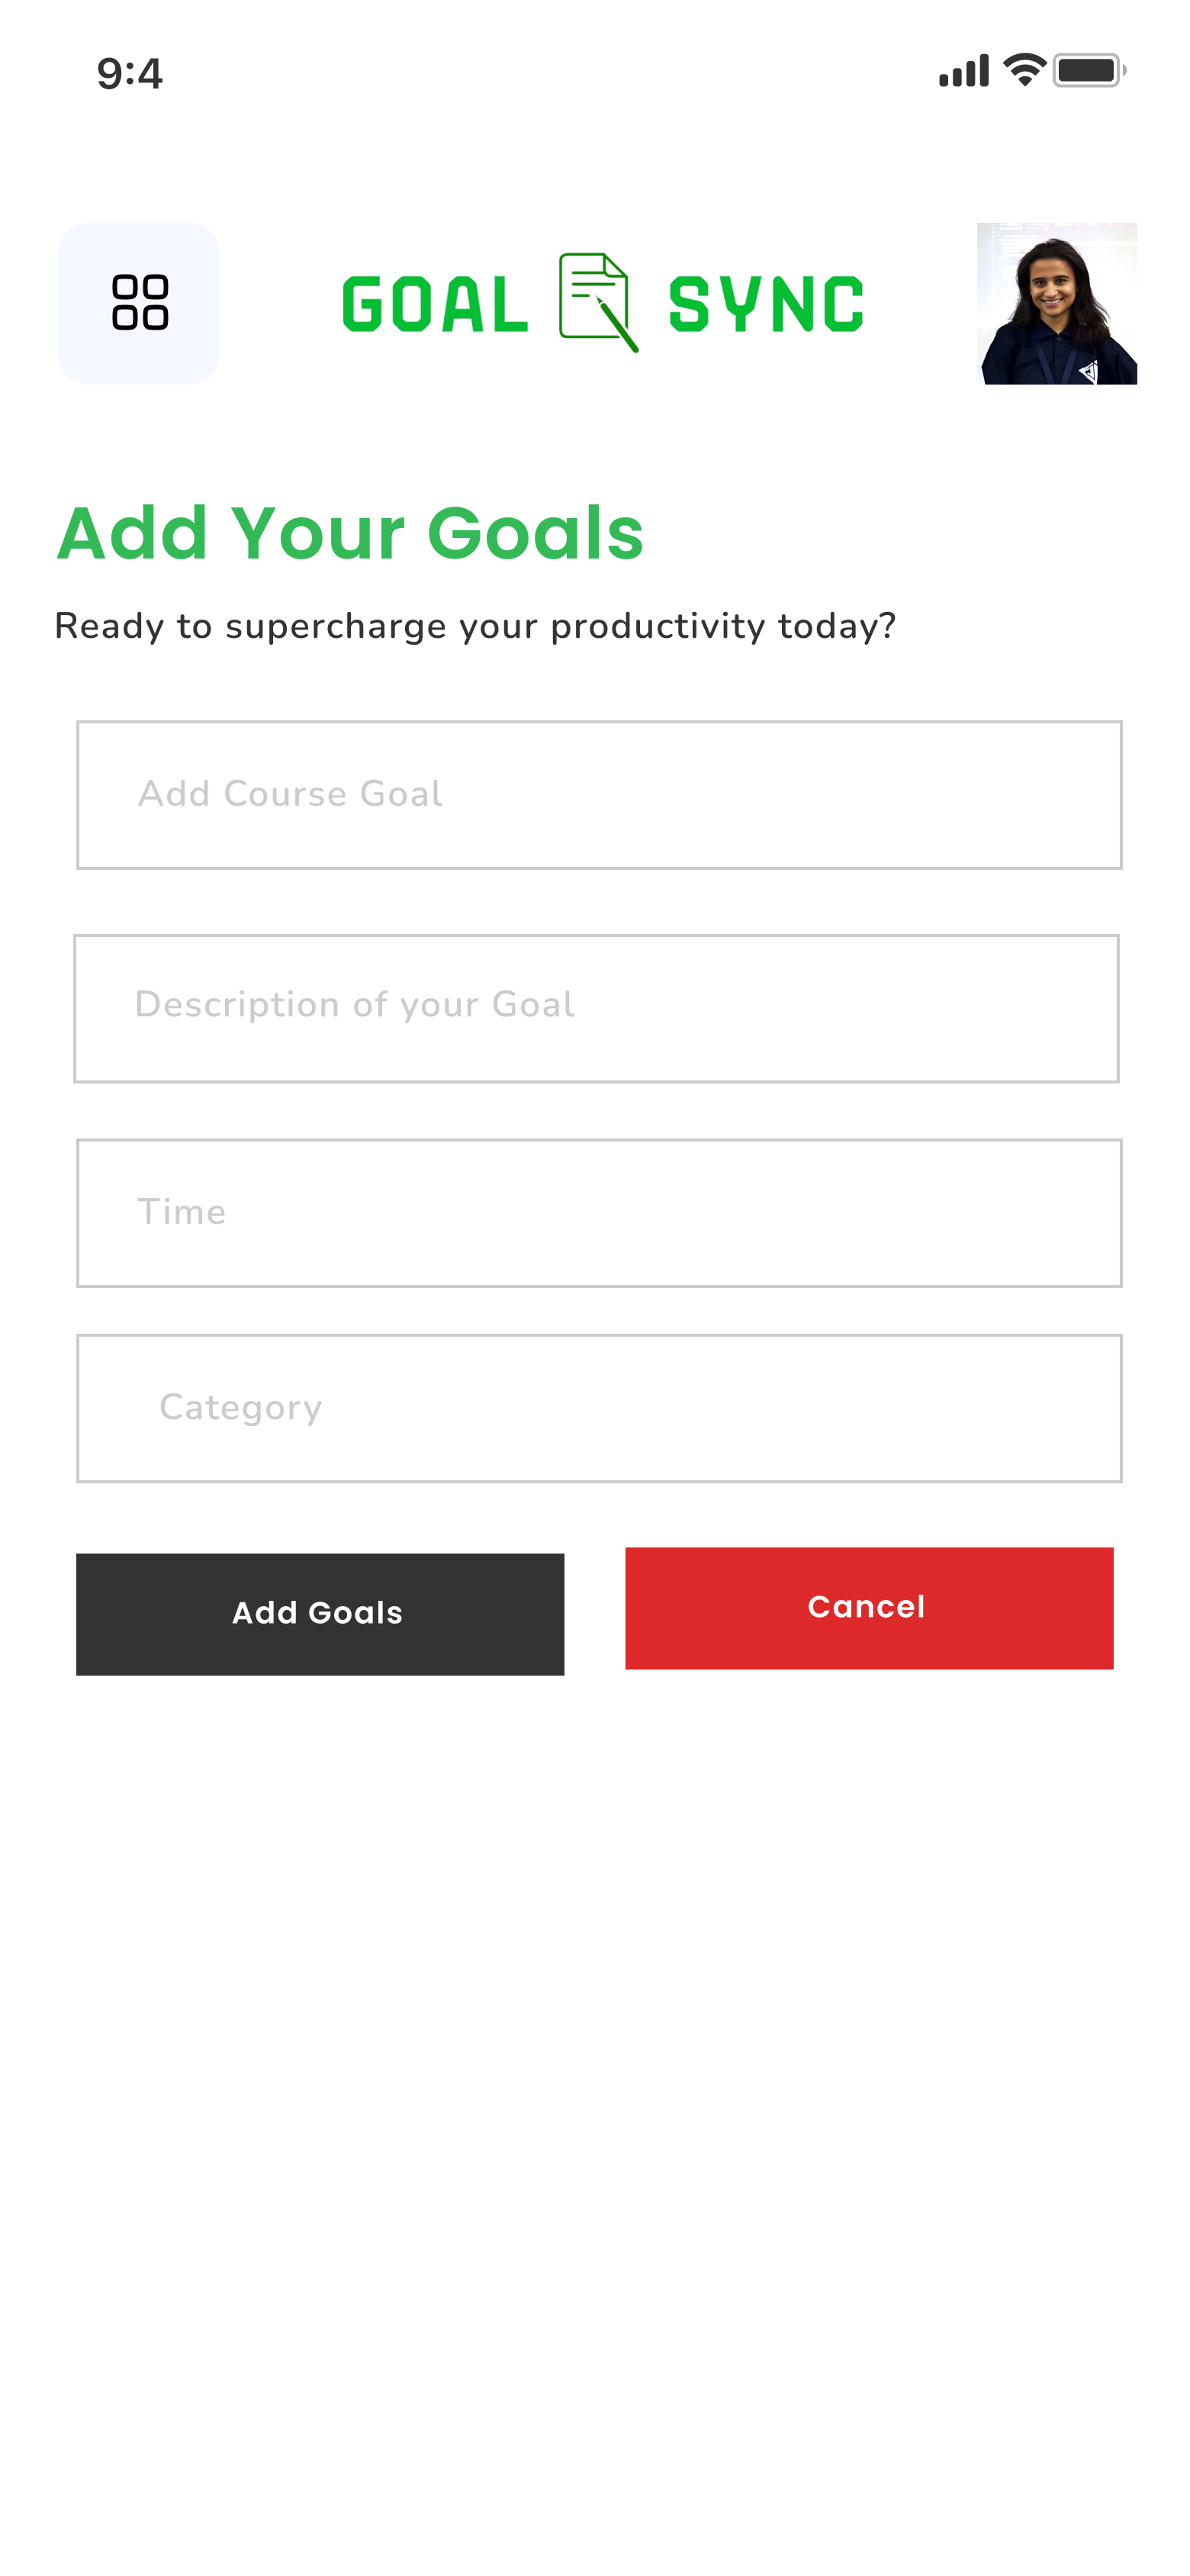 9:4
GOAL SYNC
Add Your Goals
Ready to supercharge your productivity today?
Add Course Goal
Description of your Goal
Time
Category
Add Goals
Cancel